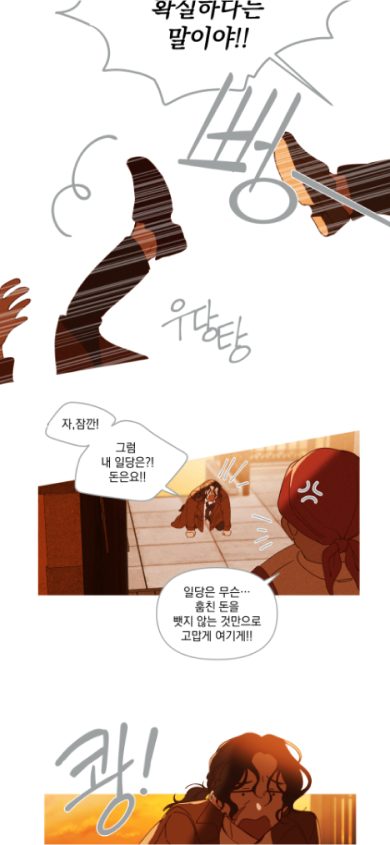 확실하다는
말이야!!
뻥
우당탕
자,잠깐!
그럼
내 일당은?!
돈은요!!
일당은 무슨…
훔친 돈을
뺏지 않는 것만으로
고맙게 여기게!!
쾅!